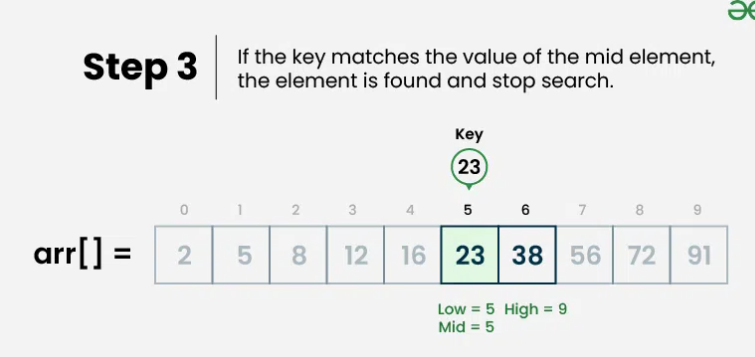 Step 3
If the key matches the value of the mid element,
the element is found and stop search.
Key
23
0 1 2 3 4 5 6 7 8 9
arr[] = 2 5 8 12 16 23 38 56 72 91
Low = 5 High = 9
Mid = 5